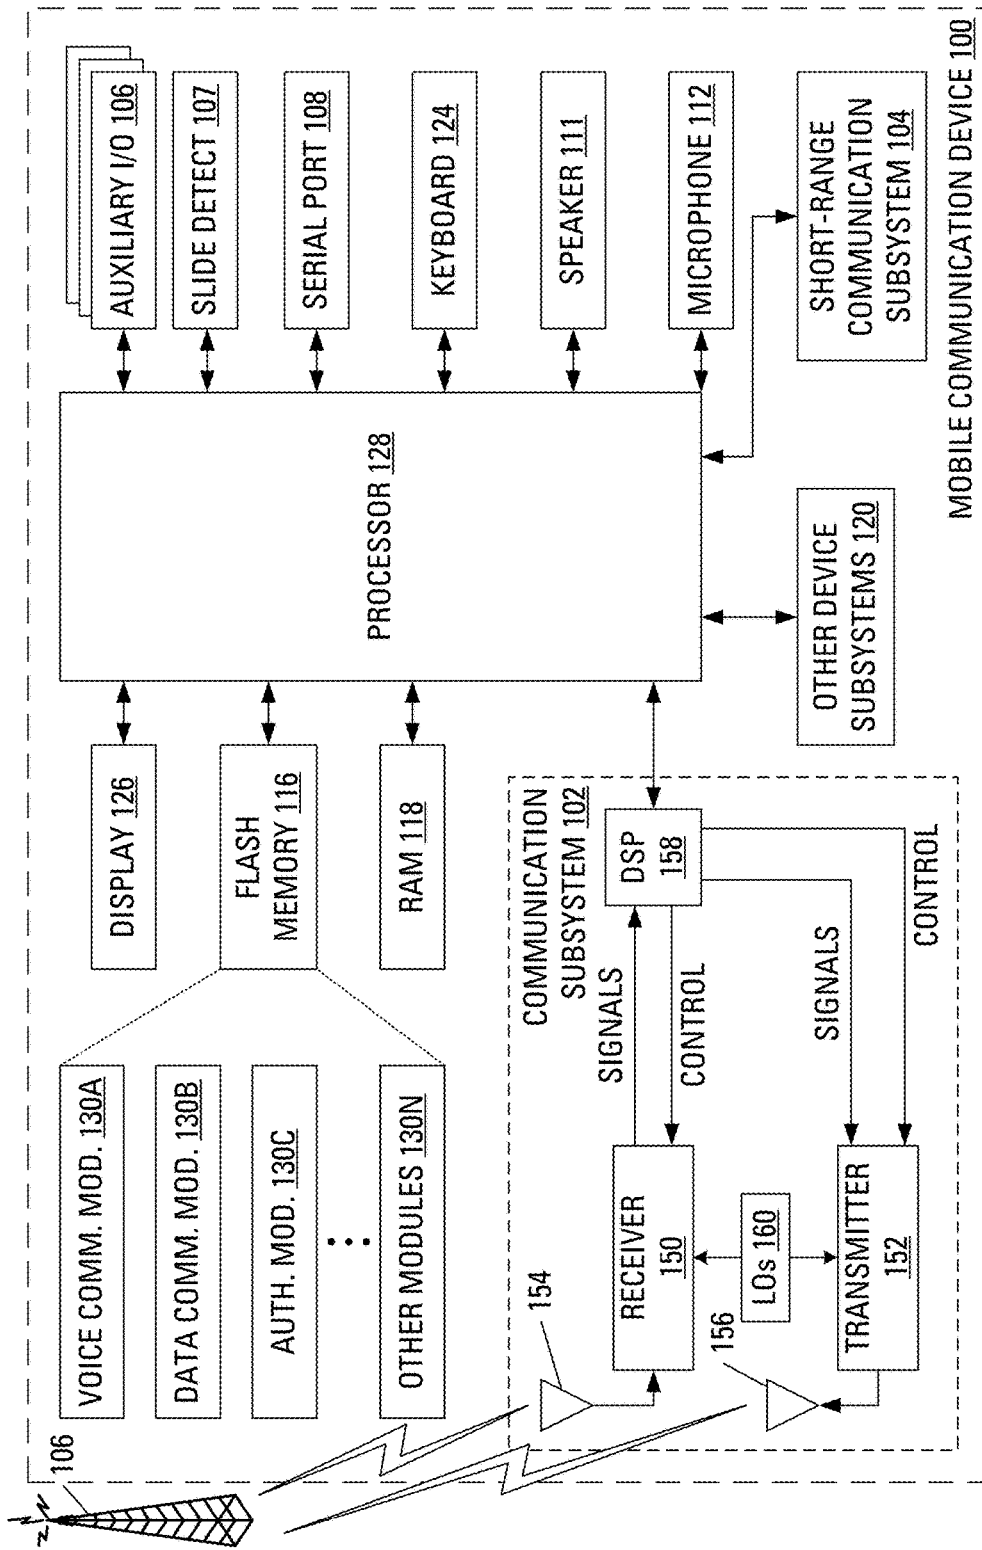 106
VOICE COMM. MOD. 130A
DATA COMM. MOD. 130B
AUTH. MOD. 130C
OTHER MODULES 130N
DISPLAY 126
FLASH
MEMORY 116
RAM 118
PROCESSOR 128
AUXILIARY I/O 106
SLIDE DETECT 107
SERIAL PORT 108
KEYBOARD 124
SPEAKER 111
MICROPHONE 112
SHORT-RANGE
COMMUNICATION
SUBSYSTEM 104
OTHER DEVICE
SUBSYSTEMS 120
COMMUNICATION
SUBSYSTEM 102
154
RECEIVER
150
SIGNALS
CONTROL
DSP
158
LOs 160
156
TRANSMITTER
152
SIGNALS
CONTROL
MOBILE COMMUNICATION DEVICE 100